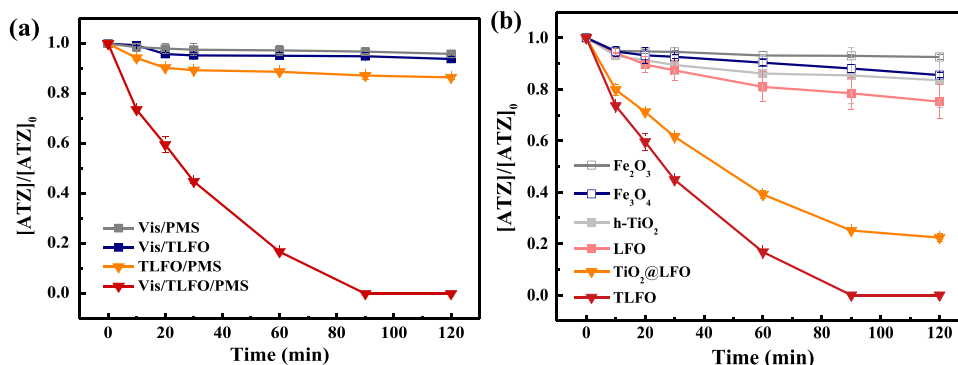 (a)
[ATZ]/[ATZ]₀
1.0
0.8
0.6
0.4
0.2
0.0
Vis/PMS
Vis/TLFO
TLFO/PMS
Vis/TLFO/PMS
0 20 40 60 80 100 120
Time (min)
(b)
[ATZ]/[ATZ]₀
1.0
0.8
0.6
0.4
0.2
0.0
Fe₂O₃
Fe₃O₄
h-TiO₂
LFO
TiO₂@LFO
TLFO
0 20 40 60 80 100 120
Time (min)